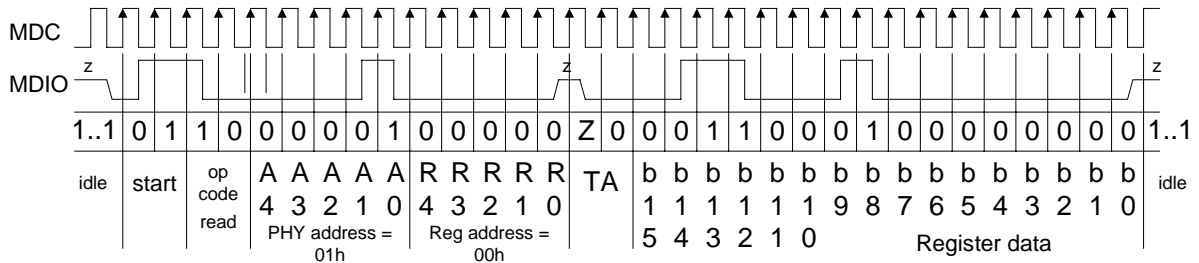 MDC
z z z
MDIO
1..1 0 1 1 0 0 0 0 0 1 0 0 0 0 0 Z 0 0 0 1 1 0 0 0 1 0 0 0 0 0 0 0 0 1..1
idle start op A A A A A R R R R R TA b b b b b b b b b b b b b b b b idle
code 4 3 2 1 0 4 3 2 1 0 1 1 1 1 1 1 9 8 7 6 5 4 3 2 1 0
read PHY address = Reg address = 5 4 3 2 1 0 Register data
01h 00h